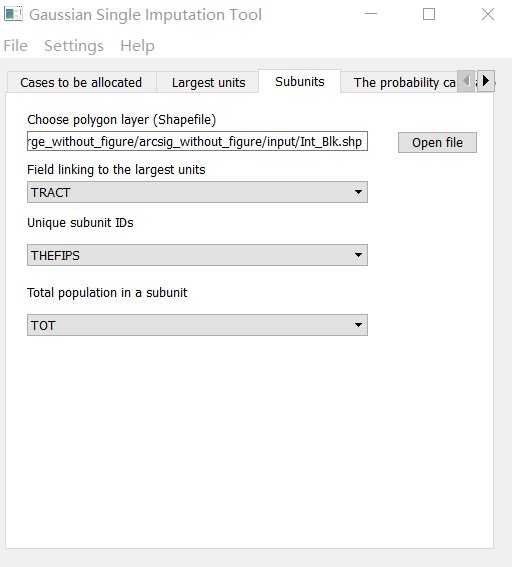 Gaussian Single Imputation Tool
File Settings Help
Cases to be allocated Largest units Subunits The probability ca
Choose polygon layer (Shapefile)
rge_without_figure/arcsig_without_figure/input/Int_Blk.shp
Open file
Field linking to the largest units
TRACT
Unique subunit IDs
THEFIPS
Total population in a subunit
TOT